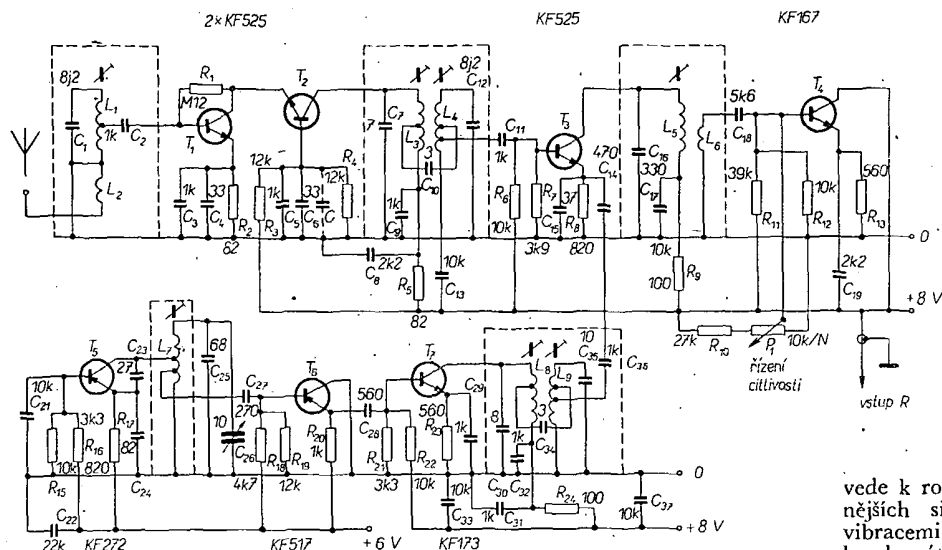 2×KF525
KF525
KF167
8j2
L₁
1k
C₁
L₂
C₂
R₁
M12
T₁
T₂
1k
33
C₃
C₄
R₂
82
12k
R₃
1k
C₅
33
C₆
C
12k
R₄
C₇
7
L₃
L₄
8j2
C₁₂
3
C₁₀
1k
C₉
C₈
2k2
R₅
82
10k
C₁₃
C₁₁
1k
R₆
10k
R₇
3k9
T₃
C₁₅
37
R₈
820
470
C₁₄
C₁₆
330
C₁₇
10k
L₅
L₆
R₉
100
5k6
C₁₈
T₄
39k
R₁₁
10k
R₁₂
560
R₁₃
2k2
C₁₉
0
+8 V
27k
R₁₀
P₁
10k/N
řízení
citlivosti
vstup R
T₅
C₂₃
27
10k
C₂₁
R₁₅
10k
3k3
R₁₆
820
R₁₇
82
C₂₄
C₂₂
22k
L₇
68
C₂₅
10
C₂₇
270
C₂₆
4k7
R₁₈
R₁₉
12k
T₆
R₂₀
1k
560
C₂₈
R₂₁
3k3
R₂₂
10k
T₇
560
R₂₃
C₂₉
1k
10k
C₃₃
1k
C₃₁
8
C₃₀
1k
C₃₂
L₈
L₉
3
C₃₄
10
C₃₅
1k
C₃₆
R₂₄
100
10k
C₃₇
0
+8 V
+6 V
KF272
KF517
KF173
vede k ro
nějších si
vibracemi